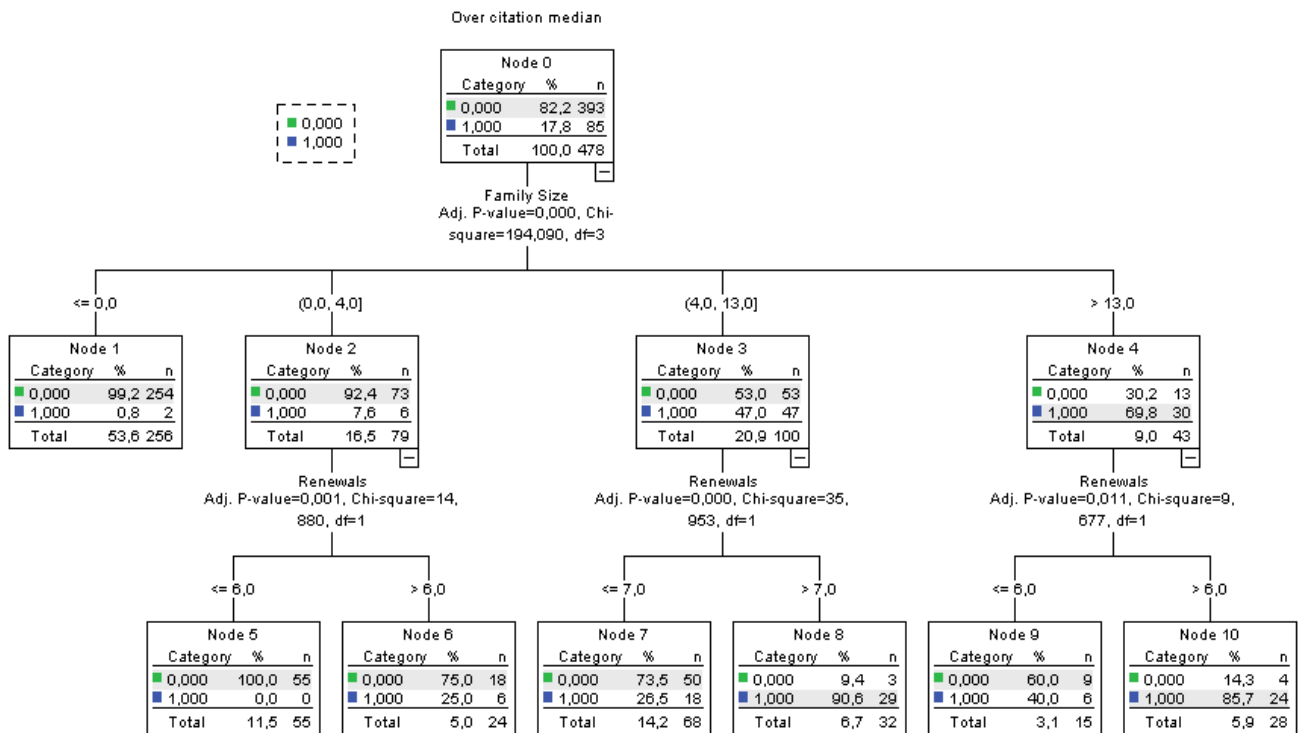 Over citation median
Node 0
Category % n
0,000 82,2 393
1,000 17,8 85
Total 100,0 478
0,000
1,000
Family Size
Adj. P-value=0,000, Chi-
square=194,090, df=3
<= 0,0
(0,0, 4,0]
(4,0, 13,0]
> 13,0
Node 1
Category % n
0,000 99,2 254
1,000 0,8 2
Total 53,6 256
Node 2
Category % n
0,000 92,4 73
1,000 7,6 6
Total 16,5 79
Node 3
Category % n
0,000 53,0 53
1,000 47,0 47
Total 20,9 100
Node 4
Category % n
0,000 30,2 13
1,000 69,8 30
Total 9,0 43
Renewals
Adj. P-value=0,001, Chi-square=14,
880, df=1
Renewals
Adj. P-value=0,000, Chi-square=35,
953, df=1
Renewals
Adj. P-value=0,011, Chi-square=9,
677, df=1
<= 6,0
> 6,0
<= 7,0
> 7,0
<= 6,0
> 6,0
Node 5
Category % n
0,000 100,0 55
1,000 0,0 0
Total 11,5 55
Node 6
Category % n
0,000 75,0 18
1,000 25,0 6
Total 5,0 24
Node 7
Category % n
0,000 73,5 50
1,000 26,5 18
Total 14,2 68
Node 8
Category % n
0,000 9,4 3
1,000 90,6 29
Total 6,7 32
Node 9
Category % n
0,000 60,0 9
1,000 40,0 6
Total 3,1 15
Node 10
Category % n
0,000 14,3 4
1,000 85,7 24
Total 5,9 28